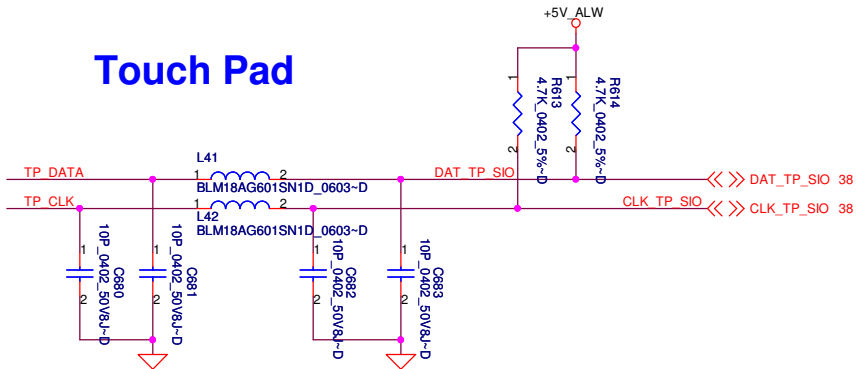 +5V_ALW
Touch Pad
1
1
R613
4.7K_0402_5%~D
R614
4.7K_0402_5%~D
2
2
L41
TP_DATA
1
2
DAT_TP_SIO
DAT_TP_SIO 38
BLM18AG601SN1D_0603~D
TP_CLK
1
2
CLK_TP_SIO
CLK_TP_SIO 38
L42
BLM18AG601SN1D_0603~D
1
2
C680
10P_0402_50V8J~D
1
2
C681
10P_0402_50V8J~D
1
2
C682
10P_0402_50V8J~D
1
2
C683
10P_0402_50V8J~D